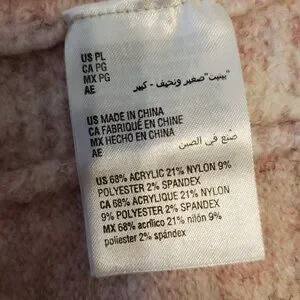 US PL
CA PG
MX PG
AE "بيتيت" صغير ونحيف - كبير
US MADE IN CHINA
CA FABRIQUÉ EN CHINE
MX HECHO EN CHINA
AE صنع في الصين
US 68% ACRYLIC 21% NYLON 9%
POLYESTER 2% SPANDEX
CA 68% ACRYLIQUE 21% NYLON
9% POLYESTER 2% SPANDEX
MX 68% acrílico 21% nilón 9%
poliester 2% spándex